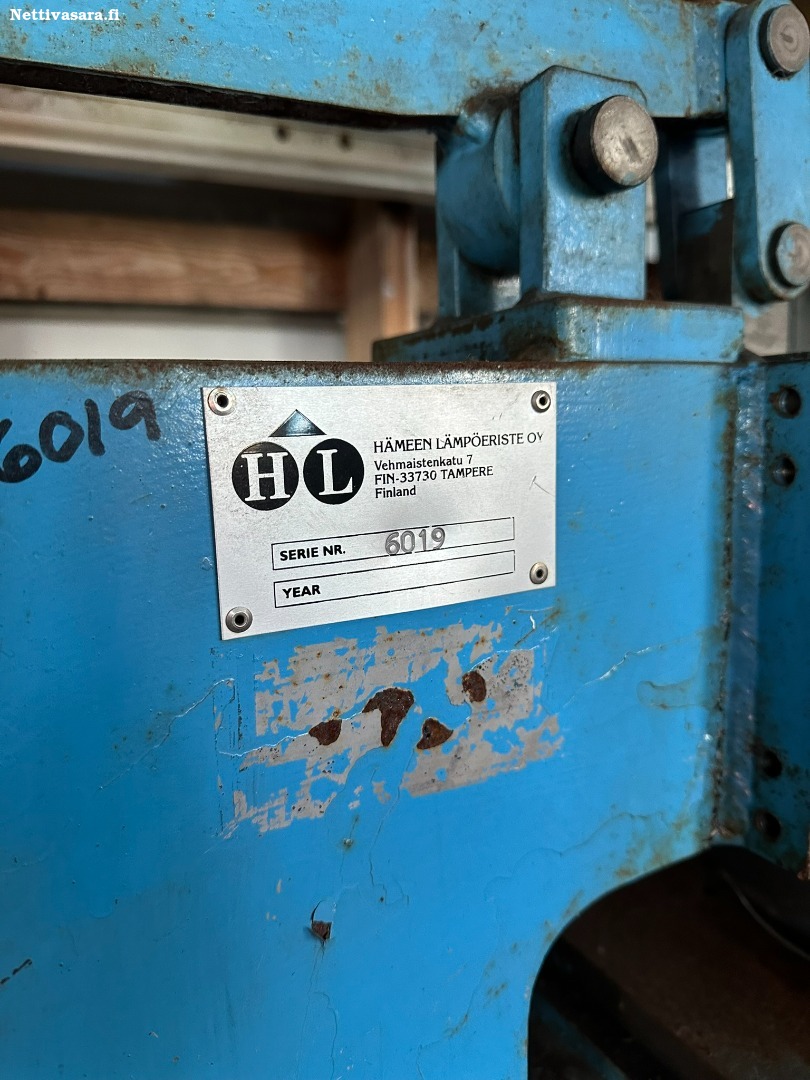 Nettivasara.fi
6019
HL
HÄMEEN LÄMPÖERISTE OY
Vehmaistenkatu 7
FIN-33730 TAMPERE
Finland
SERIE NR. 6019
YEAR